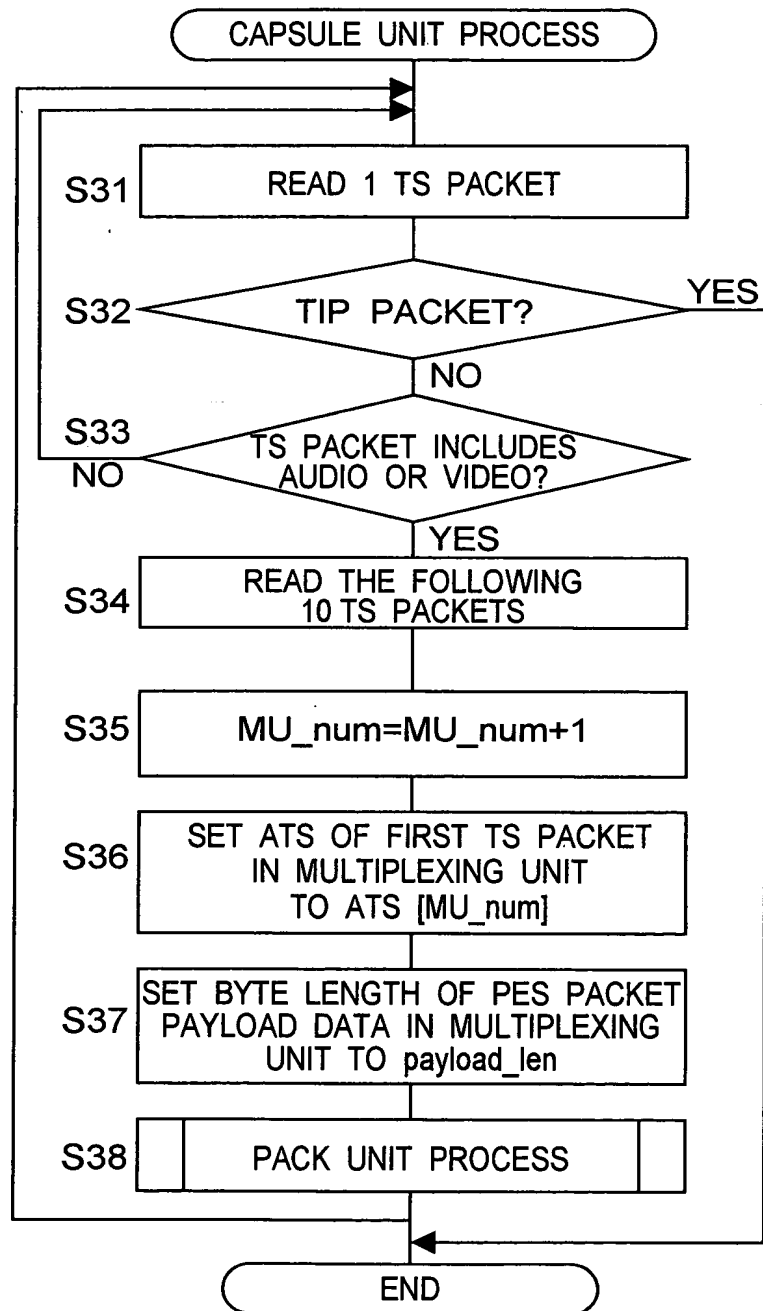 CAPSULE UNIT PROCESS
S31
READ 1 TS PACKET
S32
TIP PACKET?
YES
NO
S33
TS PACKET INCLUDES
AUDIO OR VIDEO?
NO
YES
S34
READ THE FOLLOWING
10 TS PACKETS
S35
MU_num=MU_num+1
S36
SET ATS OF FIRST TS PACKET
IN MULTIPLEXING UNIT
TO ATS [MU_num]
S37
SET BYTE LENGTH OF PES PACKET
PAYLOAD DATA IN MULTIPLEXING
UNIT TO payload_len
S38
PACK UNIT PROCESS
END